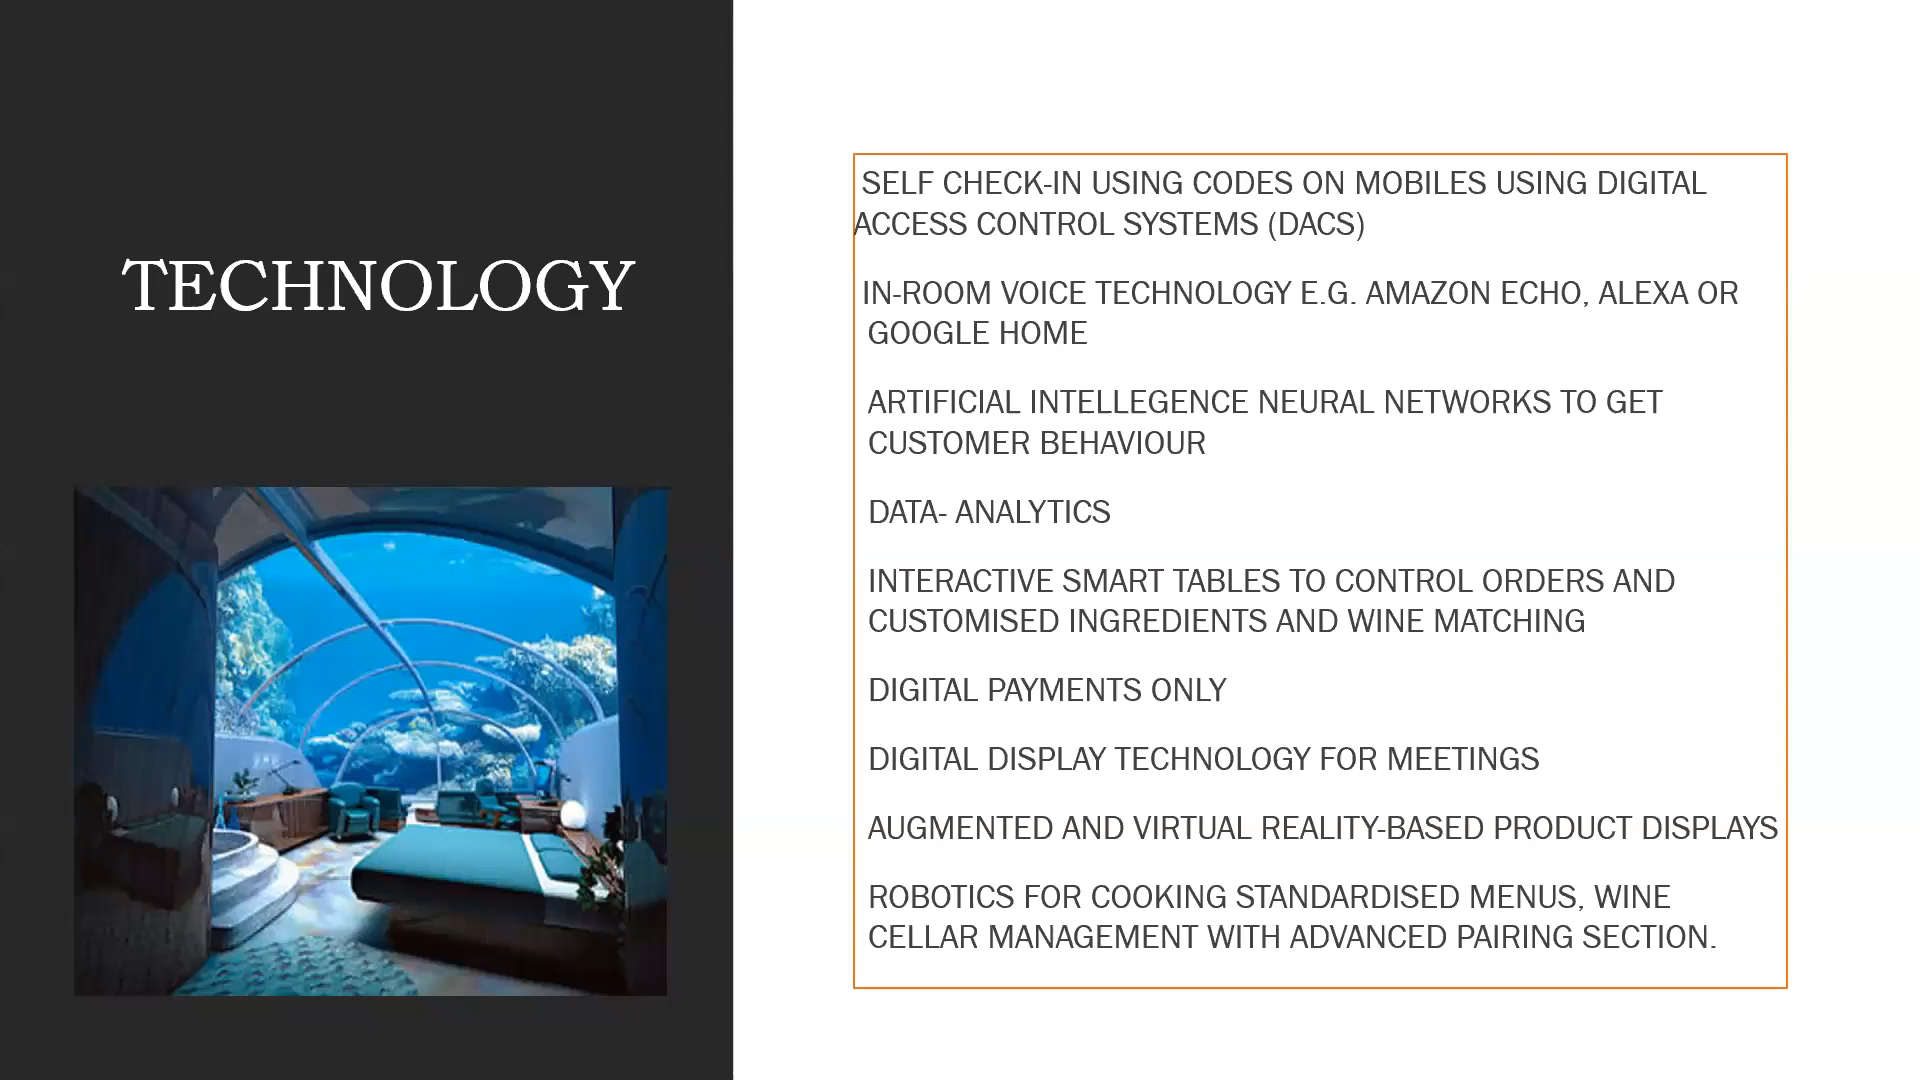 TECHNOLOGY
SELF CHECK-IN USING CODES ON MOBILES USING DIGITAL
ACCESS CONTROL SYSTEMS (DACS)
IN-ROOM VOICE TECHNOLOGY E.G. AMAZON ECHO, ALEXA OR
GOOGLE HOME
ARTIFICIAL INTELLEGENCE NEURAL NETWORKS TO GET
CUSTOMER BEHAVIOUR
DATA- ANALYTICS
INTERACTIVE SMART TABLES TO CONTROL ORDERS AND
CUSTOMISED INGREDIENTS AND WINE MATCHING
DIGITAL PAYMENTS ONLY
DIGITAL DISPLAY TECHNOLOGY FOR MEETINGS
AUGMENTED AND VIRTUAL REALITY-BASED PRODUCT DISPLAYS
ROBOTICS FOR COOKING STANDARDISED MENUS, WINE
CELLAR MANAGEMENT WITH ADVANCED PAIRING SECTION.